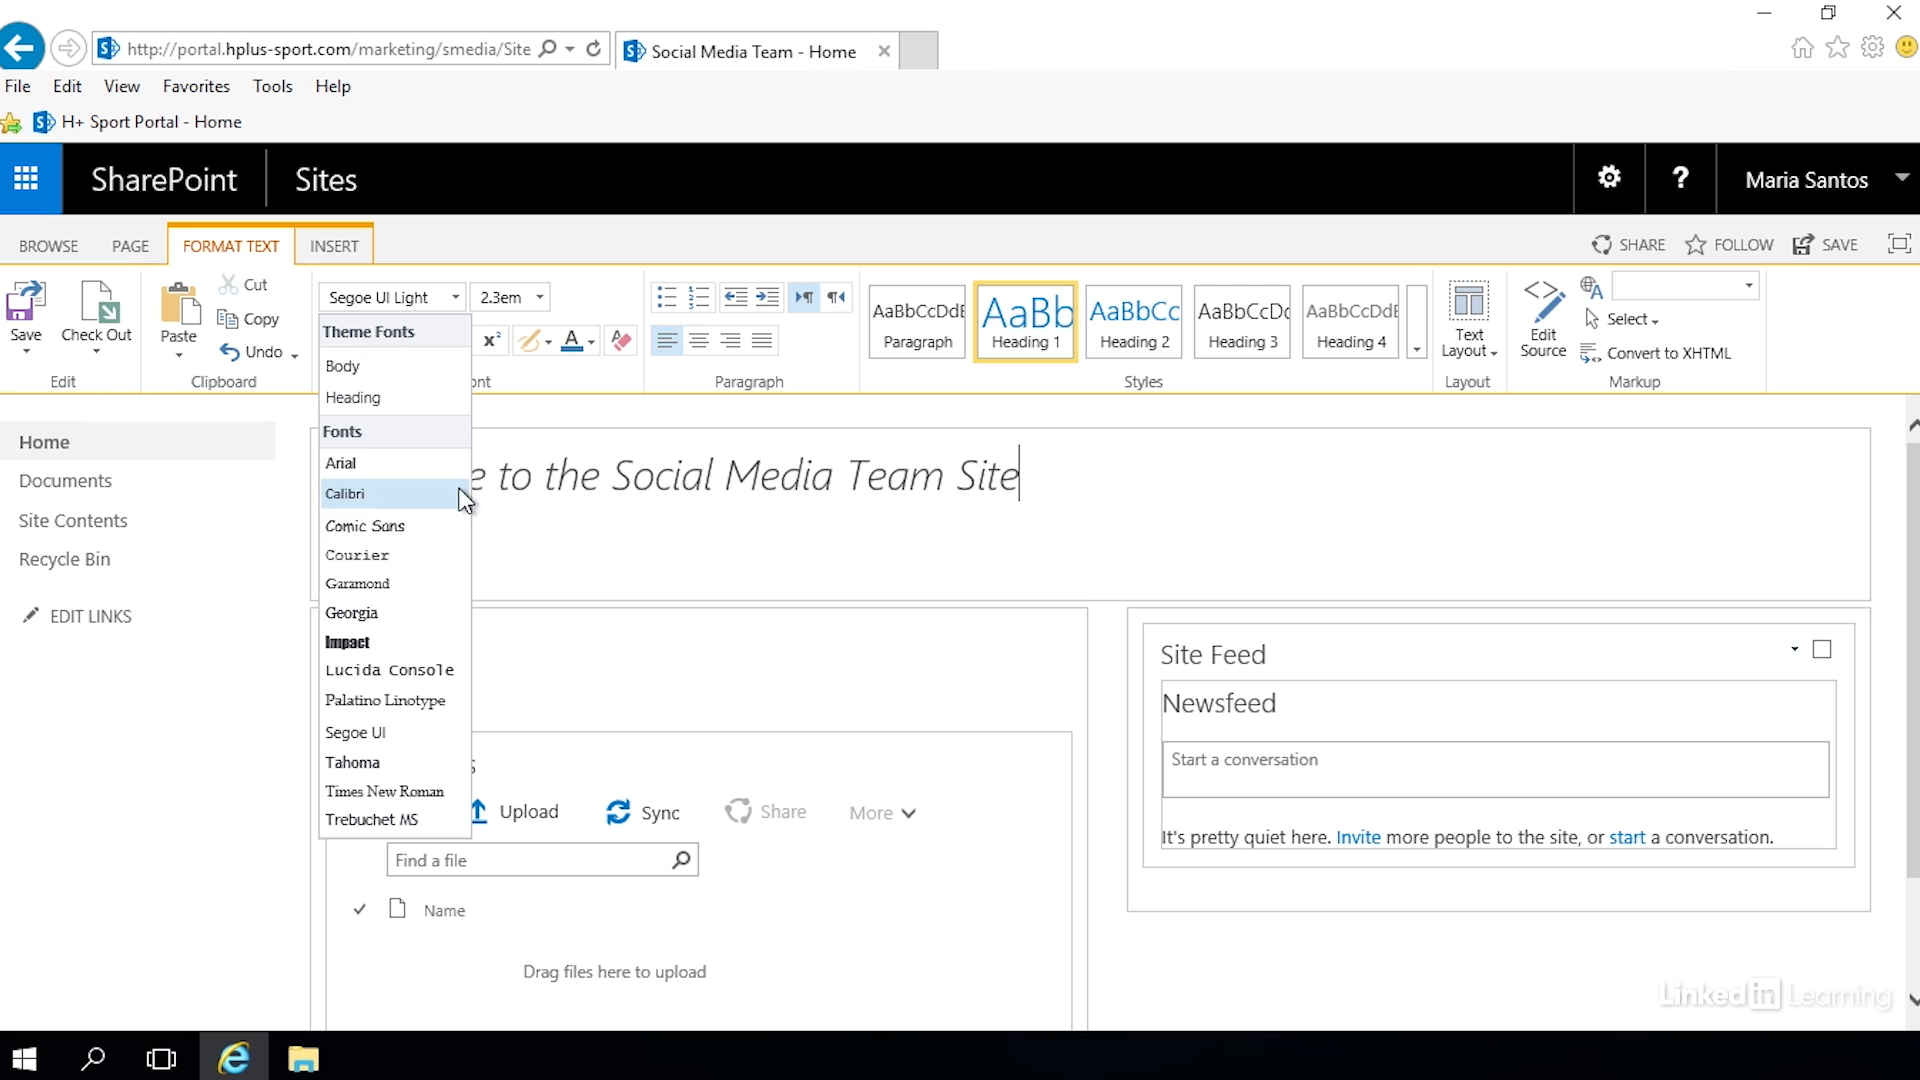 http://portal.hplus-sport.com/marketing/smedia/Site
Social Media Team - Home
File Edit View Favorites Tools Help
H+ Sport Portal - Home
SharePoint Sites ? Maria Santos
BROWSE PAGE FORMAT TEXT INSERT SHARE FOLLOW SAVE
Save
Edit
Check Out
Paste
Cut
Copy
Undo
Clipboard
Segoe UI Light 2.3em
Paragraph
AaBbCcDdE
Paragraph
AaBb
Heading 1
AaBbCc
Heading 2
AaBbCcDc
Heading 3
AaBbCcDdE
Heading 4
Styles
Text
Layout
Layout
Edit
Source
Select
Convert to XHTML
Markup
Theme Fonts
Body
Heading
Fonts
Arial
Calibri
Comic Sans
Courier
Garamond
Georgia
Impact
Lucida Console
Palatino Linotype
Segoe UI
Tahoma
Times New Roman
Trebuchet MS
Home
Documents
Site Contents
Recycle Bin
EDIT LINKS
e to the Social Media Team Site
Upload Sync Share More
Find a file
Name
Drag files here to upload
Site Feed
Newsfeed
Start a conversation
It's pretty quiet here. Invite more people to the site, or start a conversation.
Linked in Learning